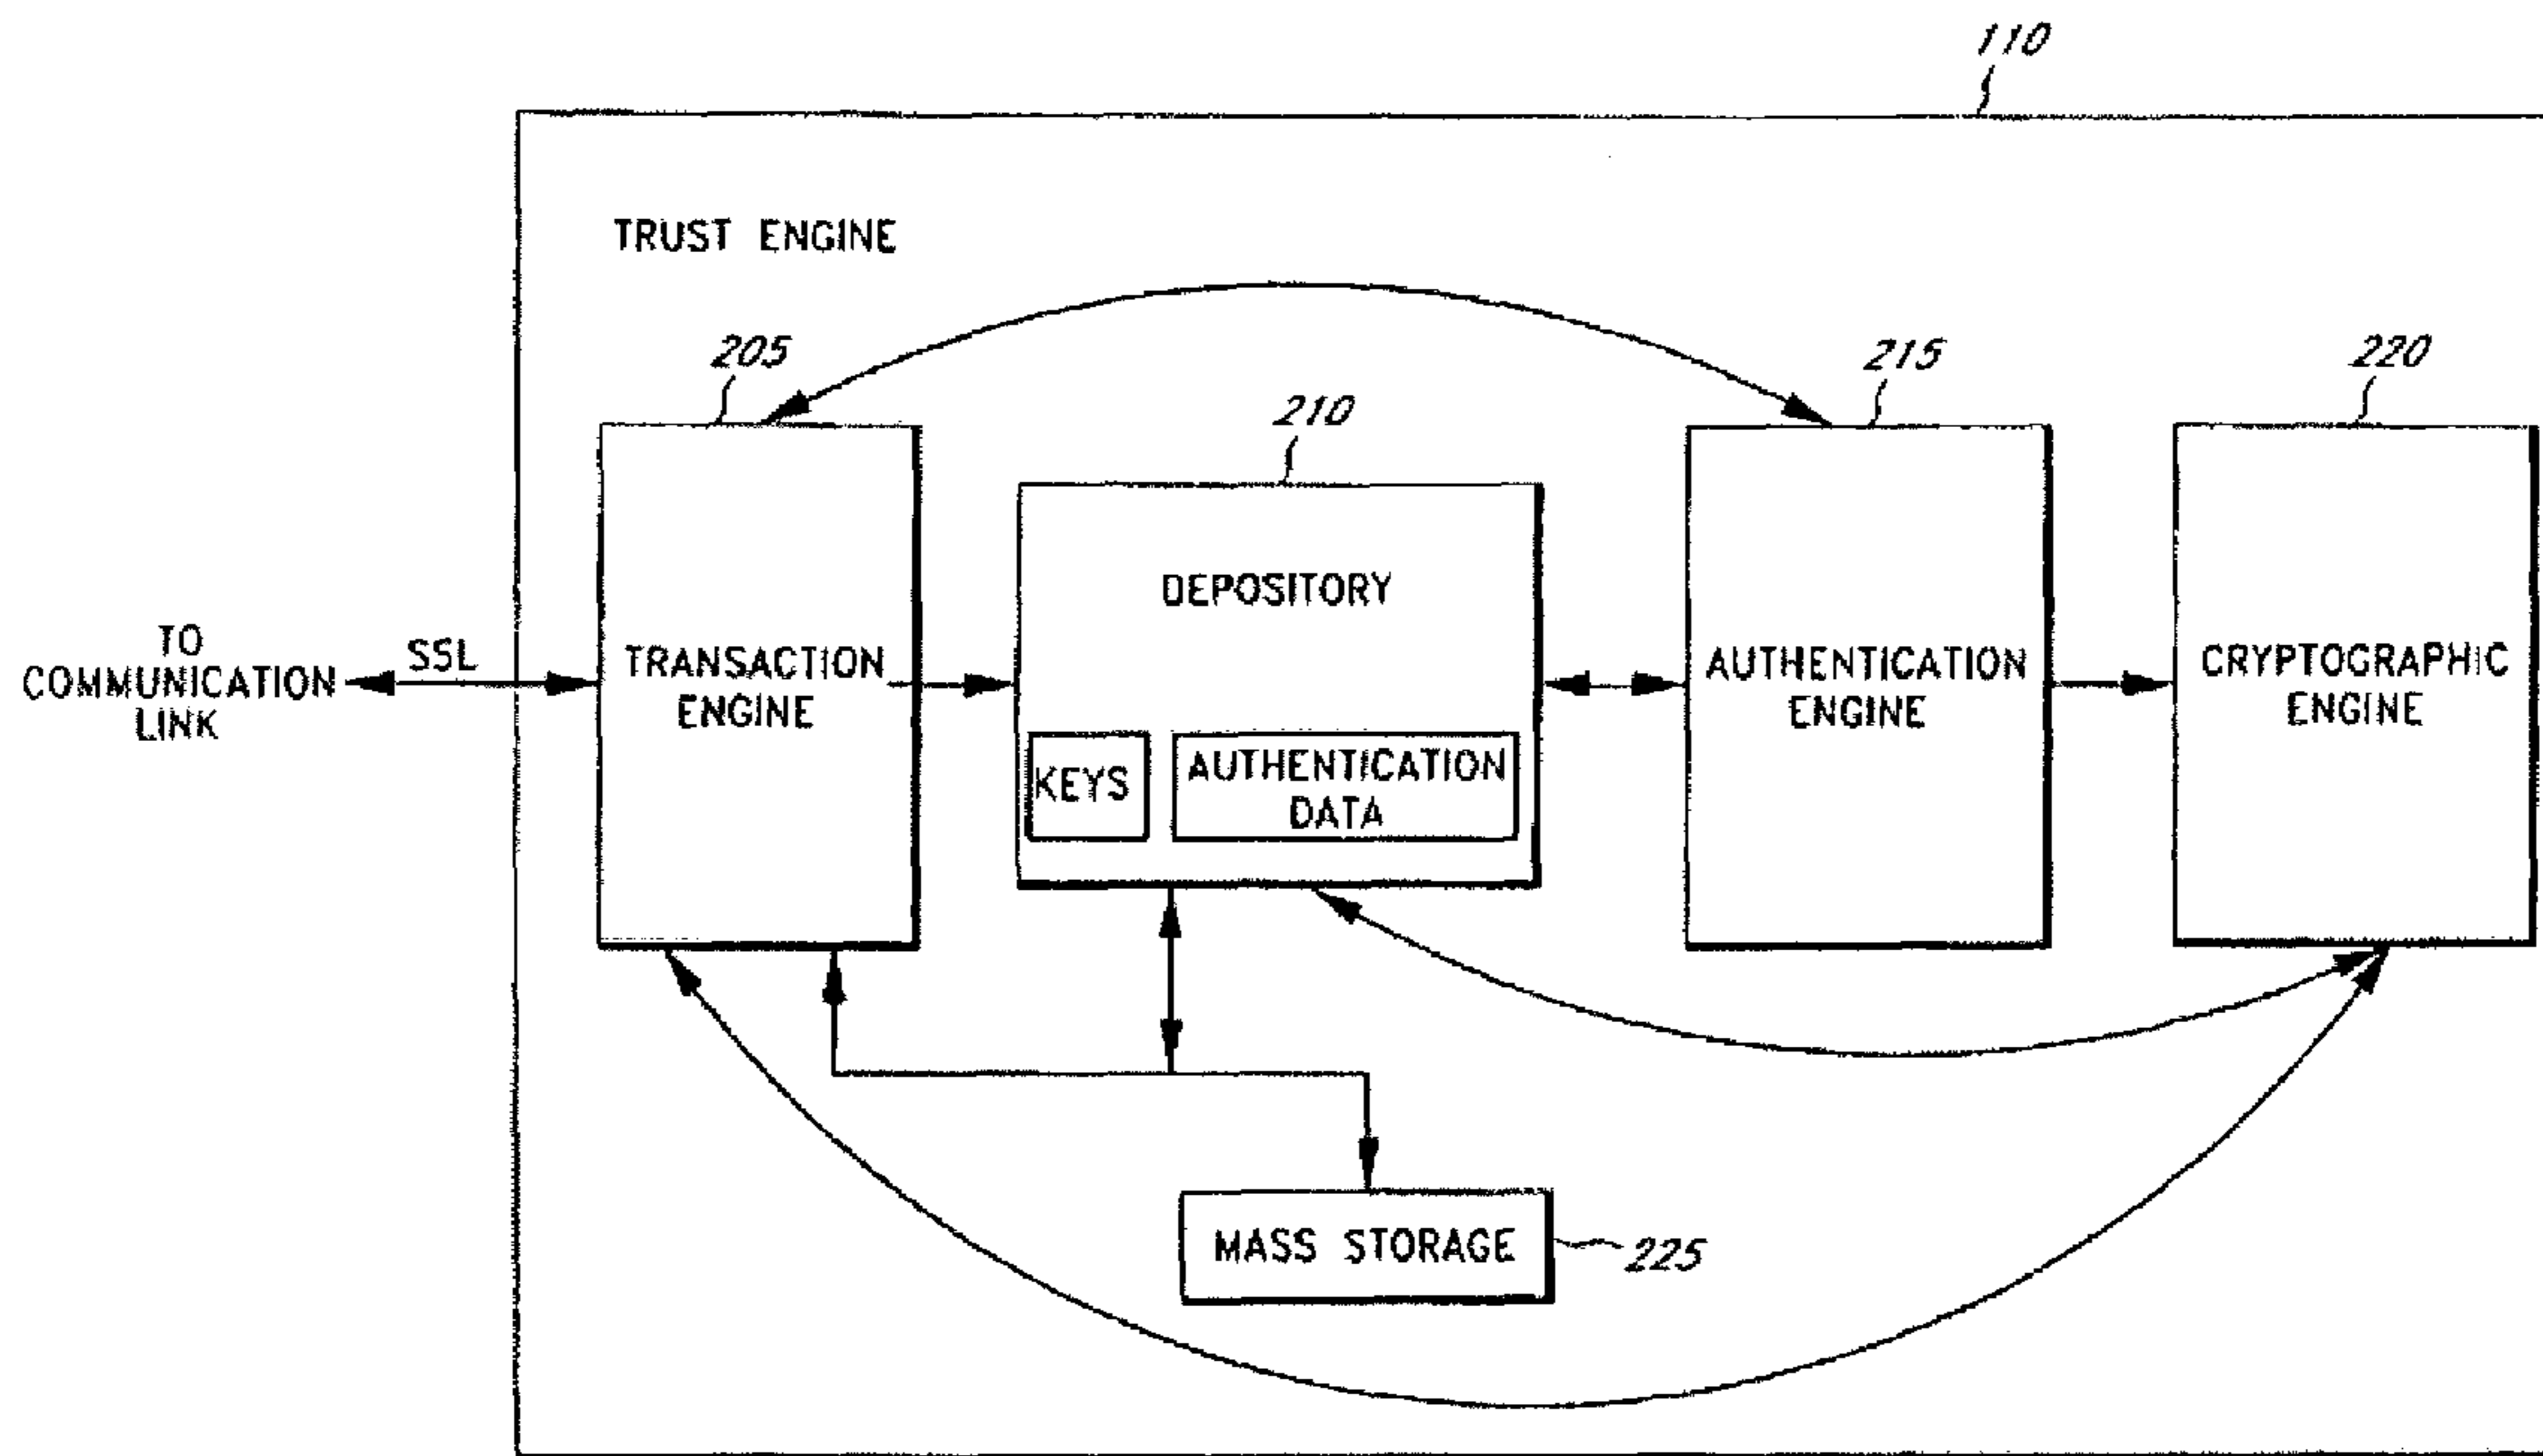 110
TRUST ENGINE
205
215
220
210
DEPOSITORY
TO
COMMUNICATION
LINK
SSL
TRANSACTION
ENGINE
AUTHENTICATION
ENGINE
CRYPTOGRAPHIC
ENGINE
KEYS
AUTHENTICATION
DATA
MASS STORAGE
225